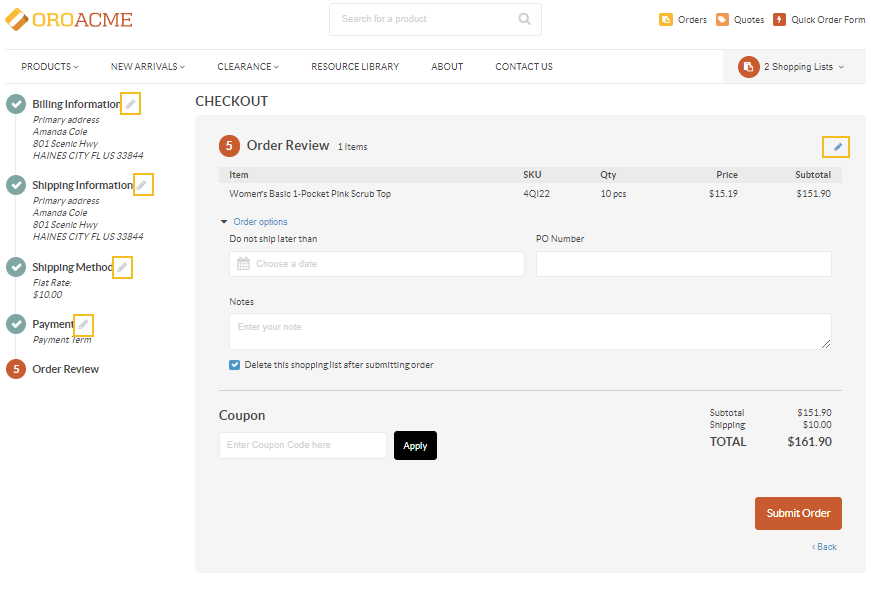 OROACME
Search for a product
Orders
Quotes
Quick Order Form
PRODUCTS
NEW ARRIVALS
CLEARANCE
RESOURCE LIBRARY
ABOUT
CONTACT US
2 Shopping Lists
Billing Information
Primary address
Amanda Cole
801 Scenic Hwy
HAINES CITY FL US 33844
Shipping Information
Primary address
Amanda Cole
801 Scenic Hwy
HAINES CITY FL US 33844
Shipping Method
Flat Rate:
$10.00
Payment
Payment Term
5 Order Review
CHECKOUT
5 Order Review 1 Items
Item SKU Qty Price Subtotal
Women's Basic 1-Pocket Pink Scrub Top 4QI22 10 pcs $15.19 $151.90
Order options
Do not ship later than PO Number
Choose a date
Notes
Enter your note
Delete this shopping list after submitting order
Coupon
Enter Coupon Code here
Apply
Subtotal $151.90
Shipping $10.00
TOTAL $161.90
Submit Order
‹ Back